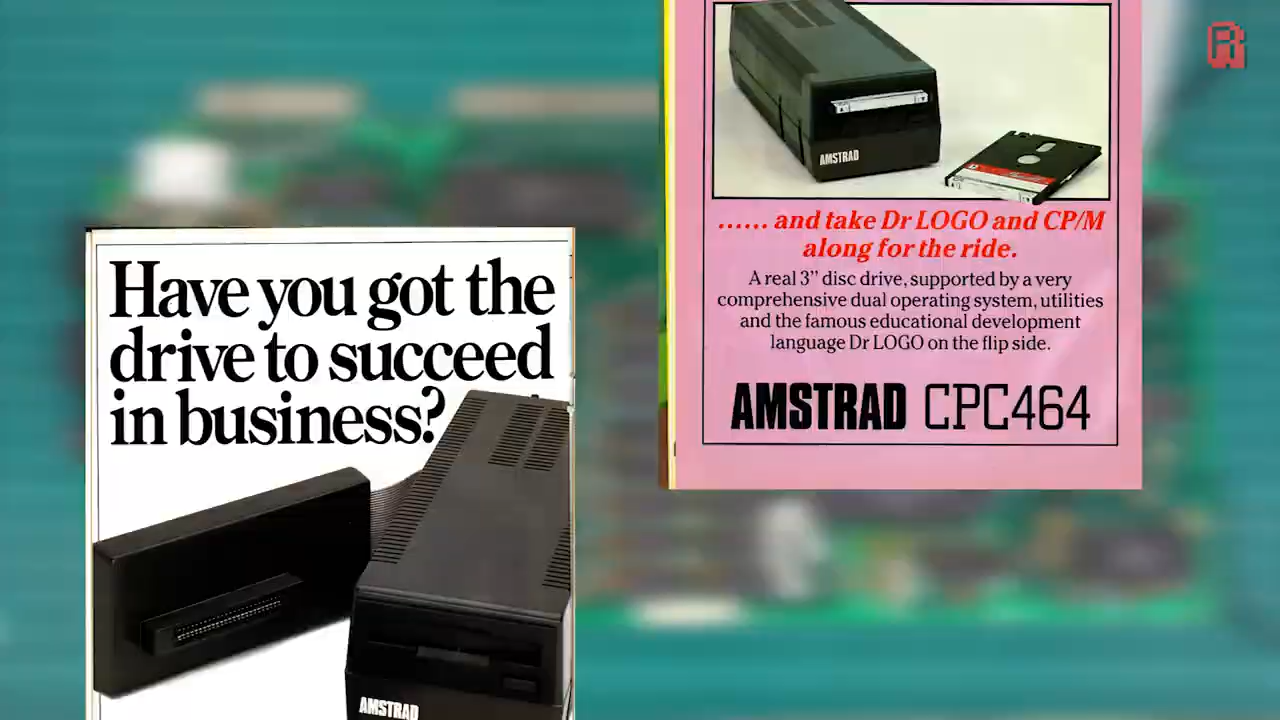 Have you got the
drive to succeed
in business?
AMSTRAD
AMSTRAD
...... and take Dr LOGO and CP/M
along for the ride.
A real 3” disc drive, supported by a very
comprehensive dual operating system, utilities
and the famous educational development
language Dr LOGO on the flip side.
AMSTRAD CPC464